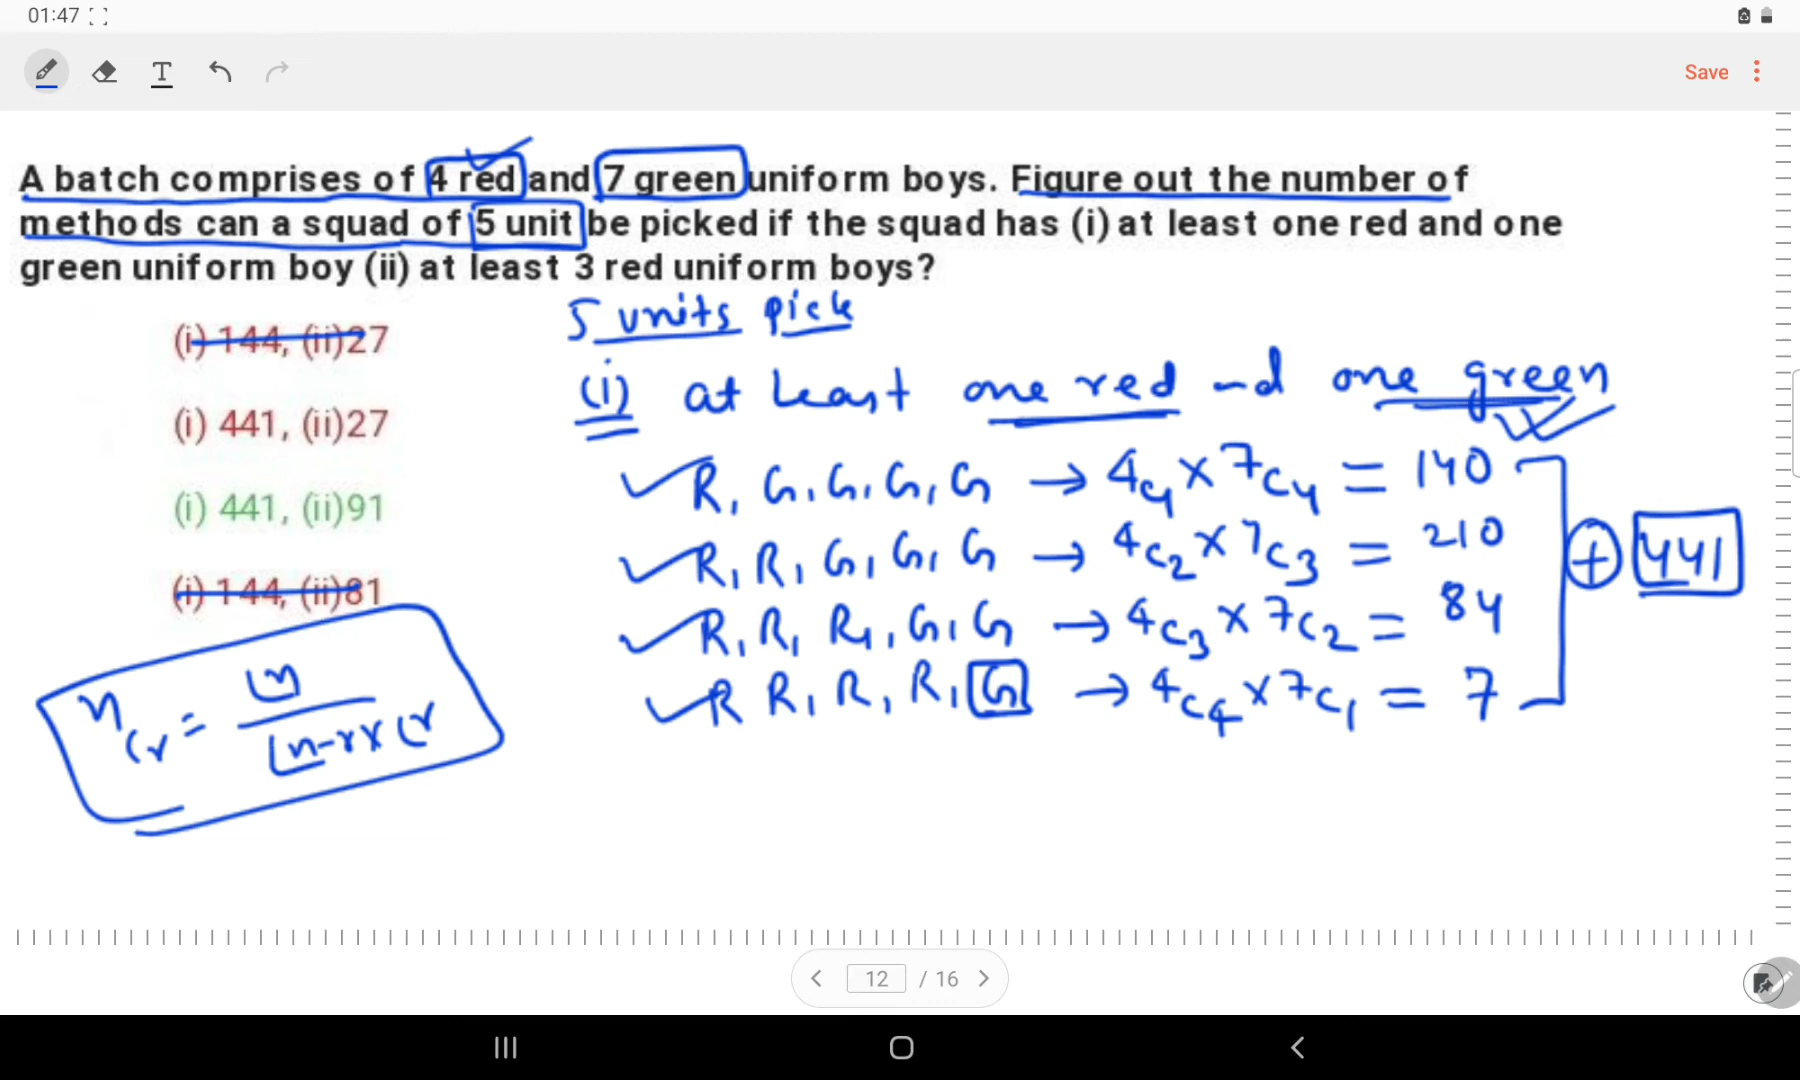 01:47
Save
A batch comprises of 4 red and 7 green uniform boys. Figure out the number of
methods can a squad of 5 unit be picked if the squad has (i) at least one red and one
green uniform boy (ii) at least 3 red uniform boys?
5 units pick
(i) 144, (ii)27
(i) at least one red nd one green
(i) 441, (ii)27
R, G, G, G, G → 4c4 × 7c4 = 140
(i) 441, (ii)91
R, R, G, G, G → 4c2 × 7c3 = 210
+ 441
(i) 144, (ii)81
R, R, R, G, G → 4c3 × 7c2 = 84
R R, R, R, G → 4c4 × 7c1 = 7
ncr = ⌊n / ⌊n-r × ⌊r
12 / 16